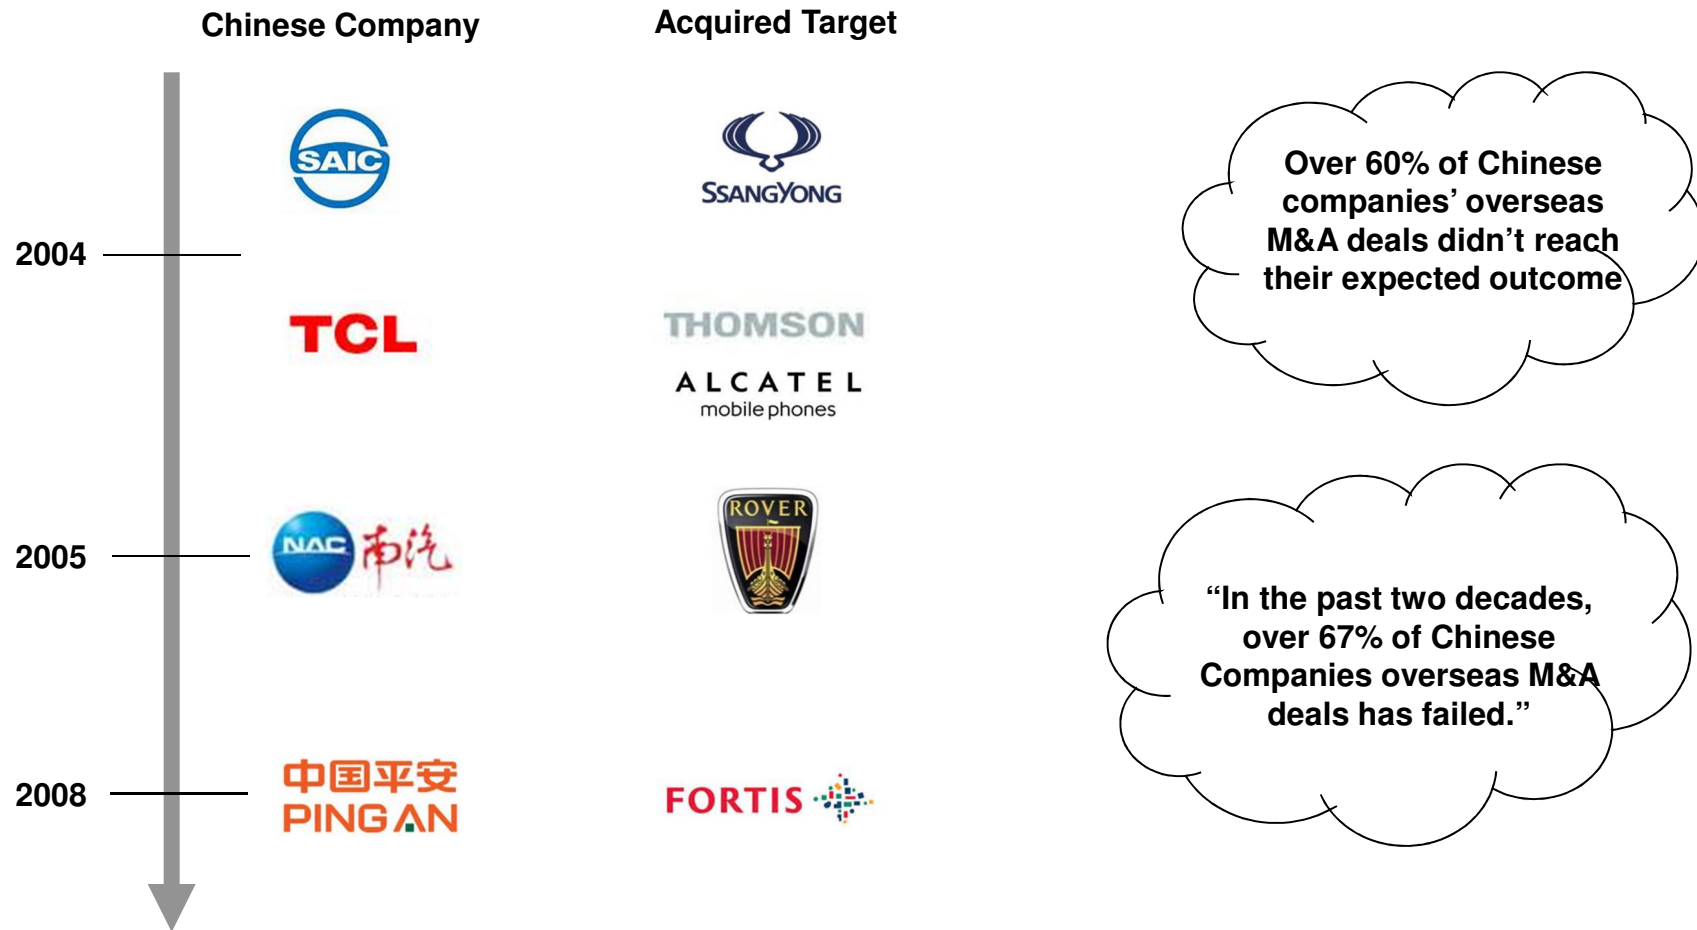 Chinese Company
Acquired Target
SAIC
SSANGYONG
2004
TCL
THOMSON
ALCATEL
mobile phones
2005
NAC 南汽
ROVER
2008
中国平安
PING AN
FORTIS
Over 60% of Chinese
companies’ overseas
M&A deals didn’t reach
their expected outcome
“In the past two decades,
over 67% of Chinese
Companies overseas M&A
deals has failed.”